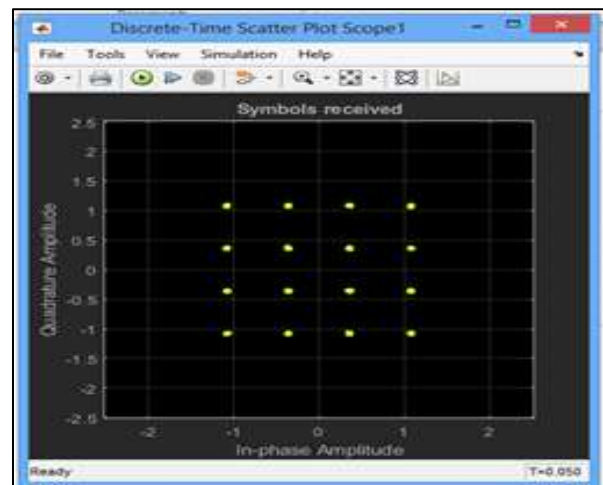 Discrete-Time Scatter Plot Scope1
File Tools View Simulation Help
Symbols received
2.5
2
1.5
1
0.5
0
-0.5
-1
-1.5
-2
-2.5
Quadrature Amplitude
-2 -1 0 1 2
In-phase Amplitude
Ready T=0.050